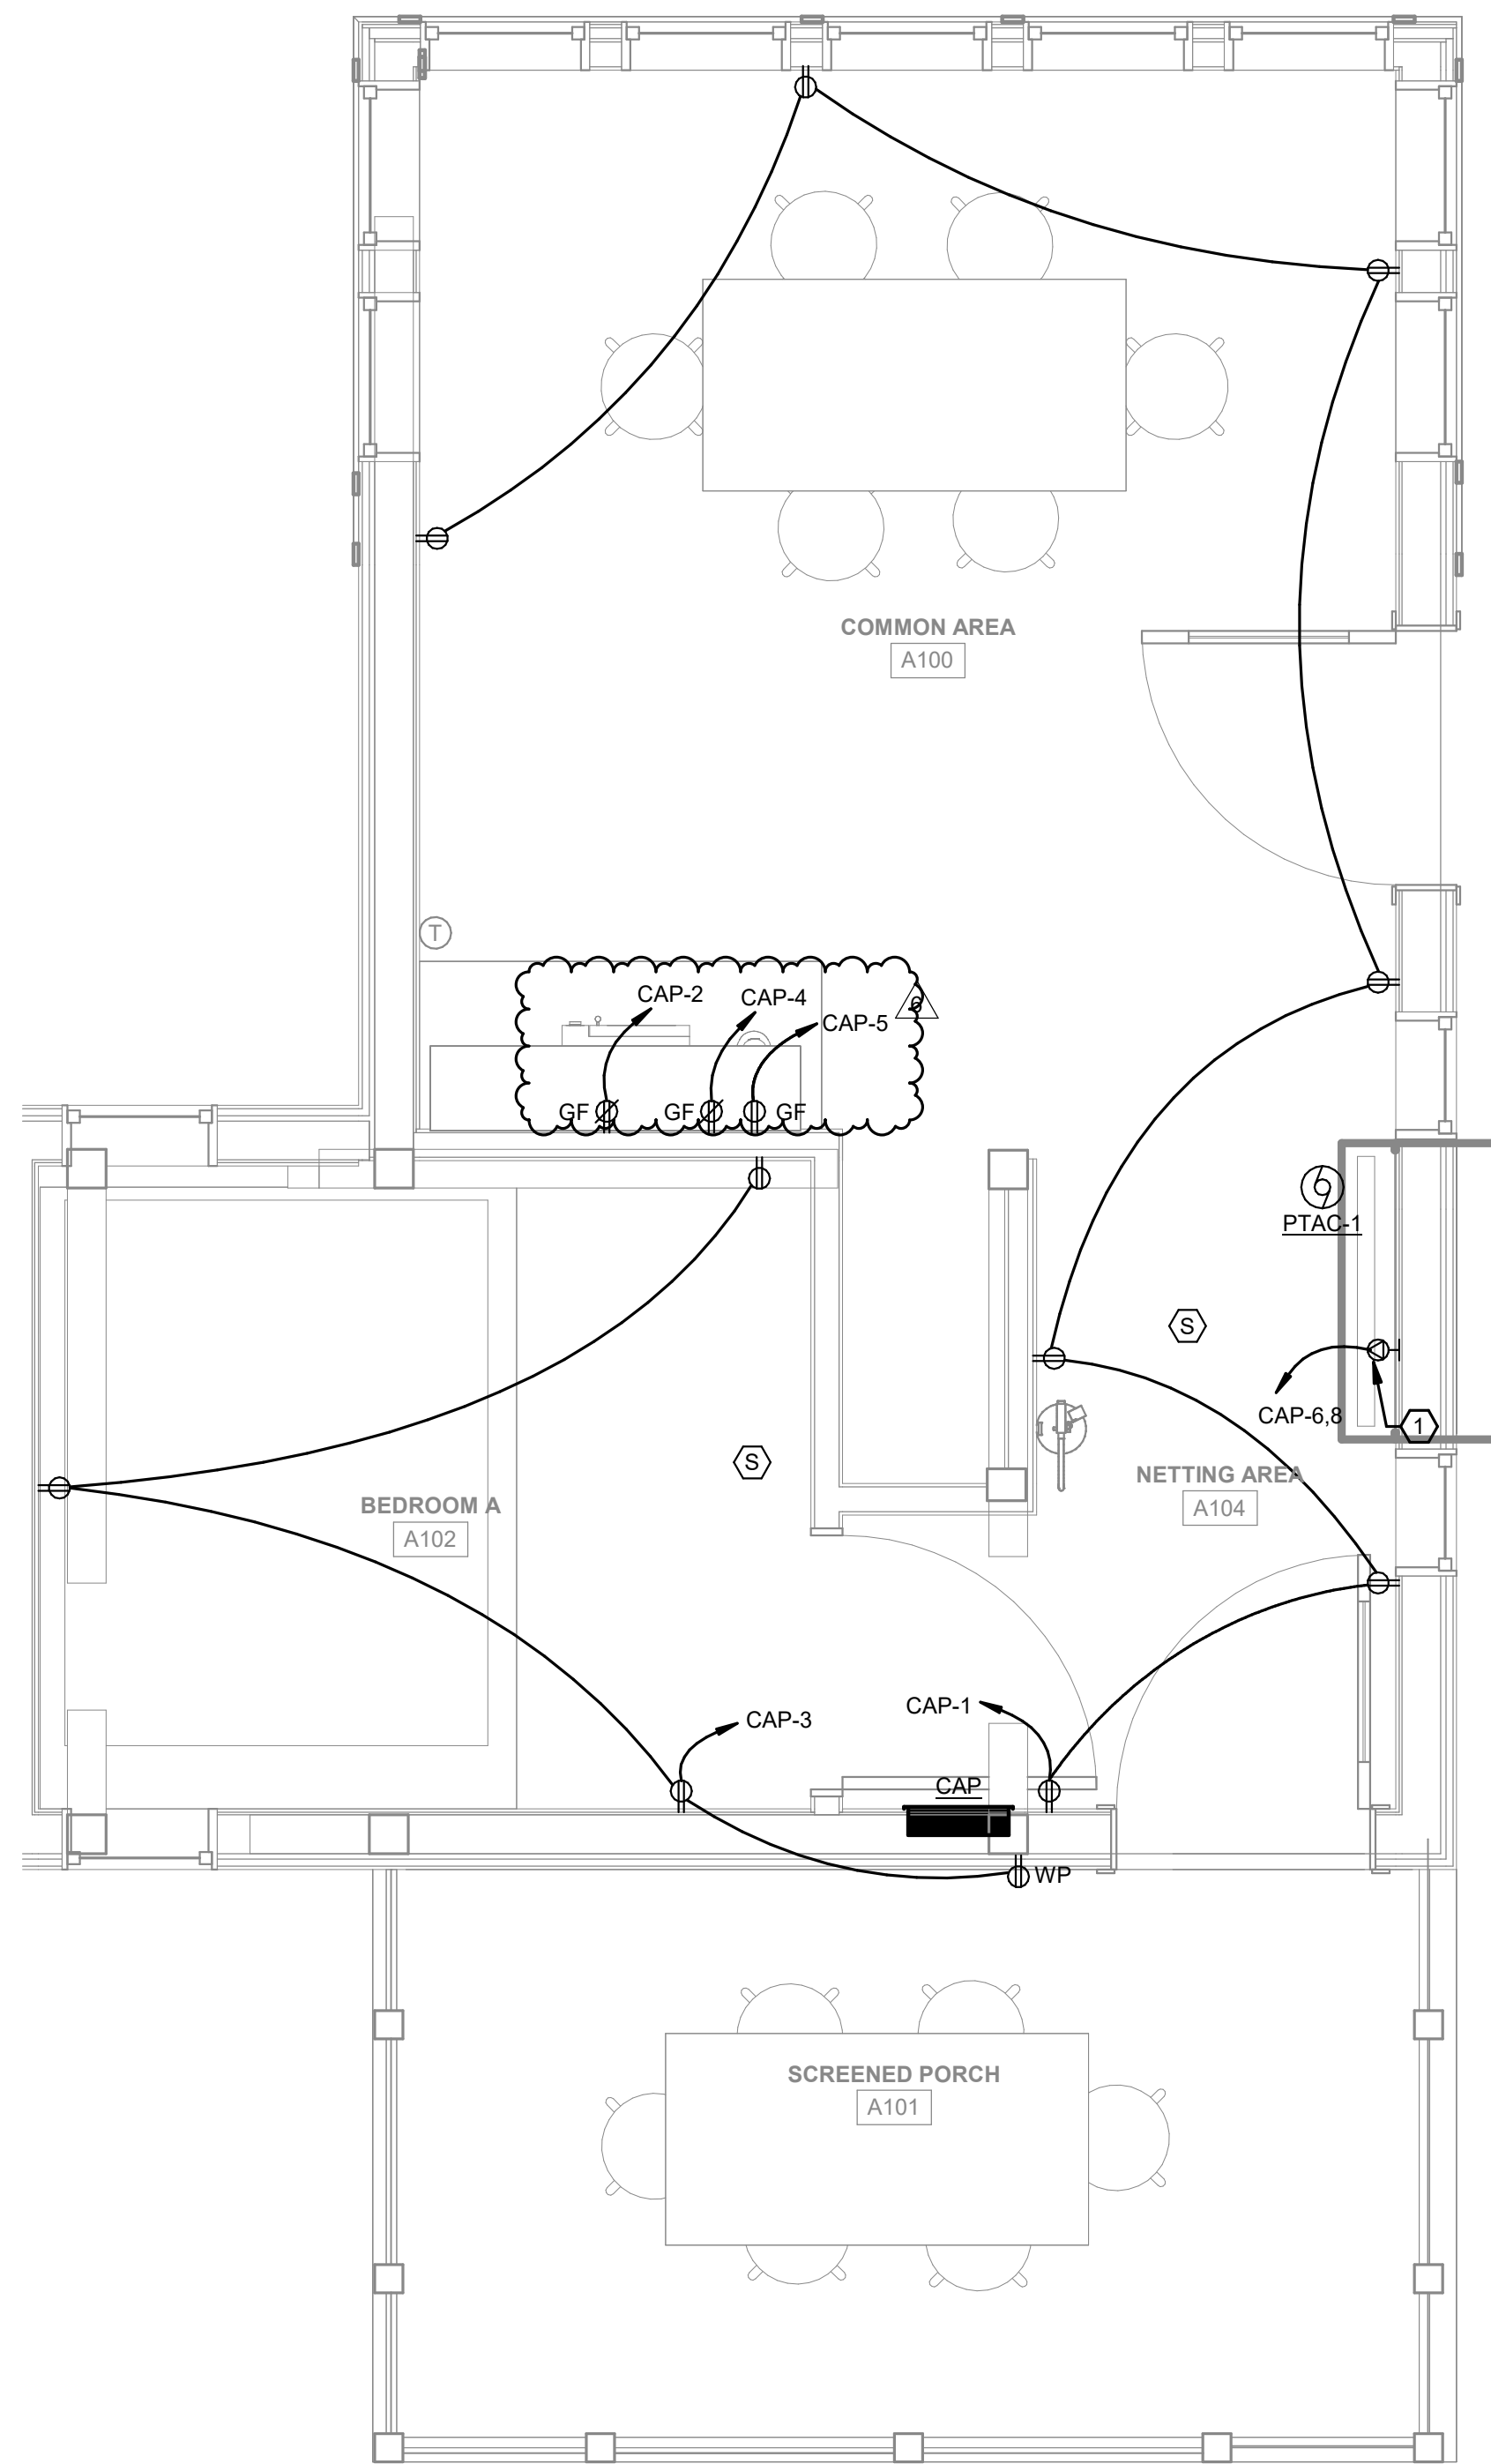 COMMON AREA
A100
T
CAP-2
CAP-4
CAP-5
6
GF
GF
GF
PTAC-1
S
CAP-6,8
1
S
NETTING AREA
A104
BEDROOM A
A102
CAP-3
CAP-1
CAP
WP
SCREENED PORCH
A101